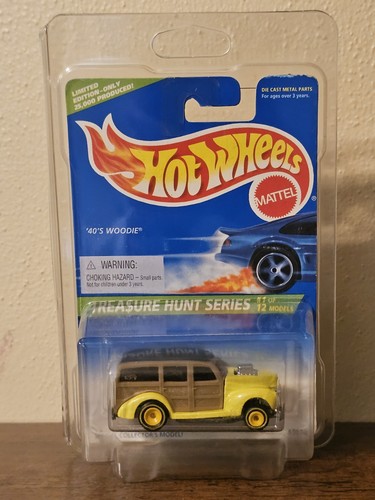 LIMITED
EDITION-ONLY
25,000 PRODUCED!
DIE CAST METAL PARTS
For ages over 3 years.
HOT WHEELS
®
MATTEL
'40'S WOODIE
WARNING:
CHOKING HAZARD - Small parts.
Not for children under 3 years.
TREASURE HUNT SERIES
11 OF
12 MODELS
COLLECTOR'S MODEL!